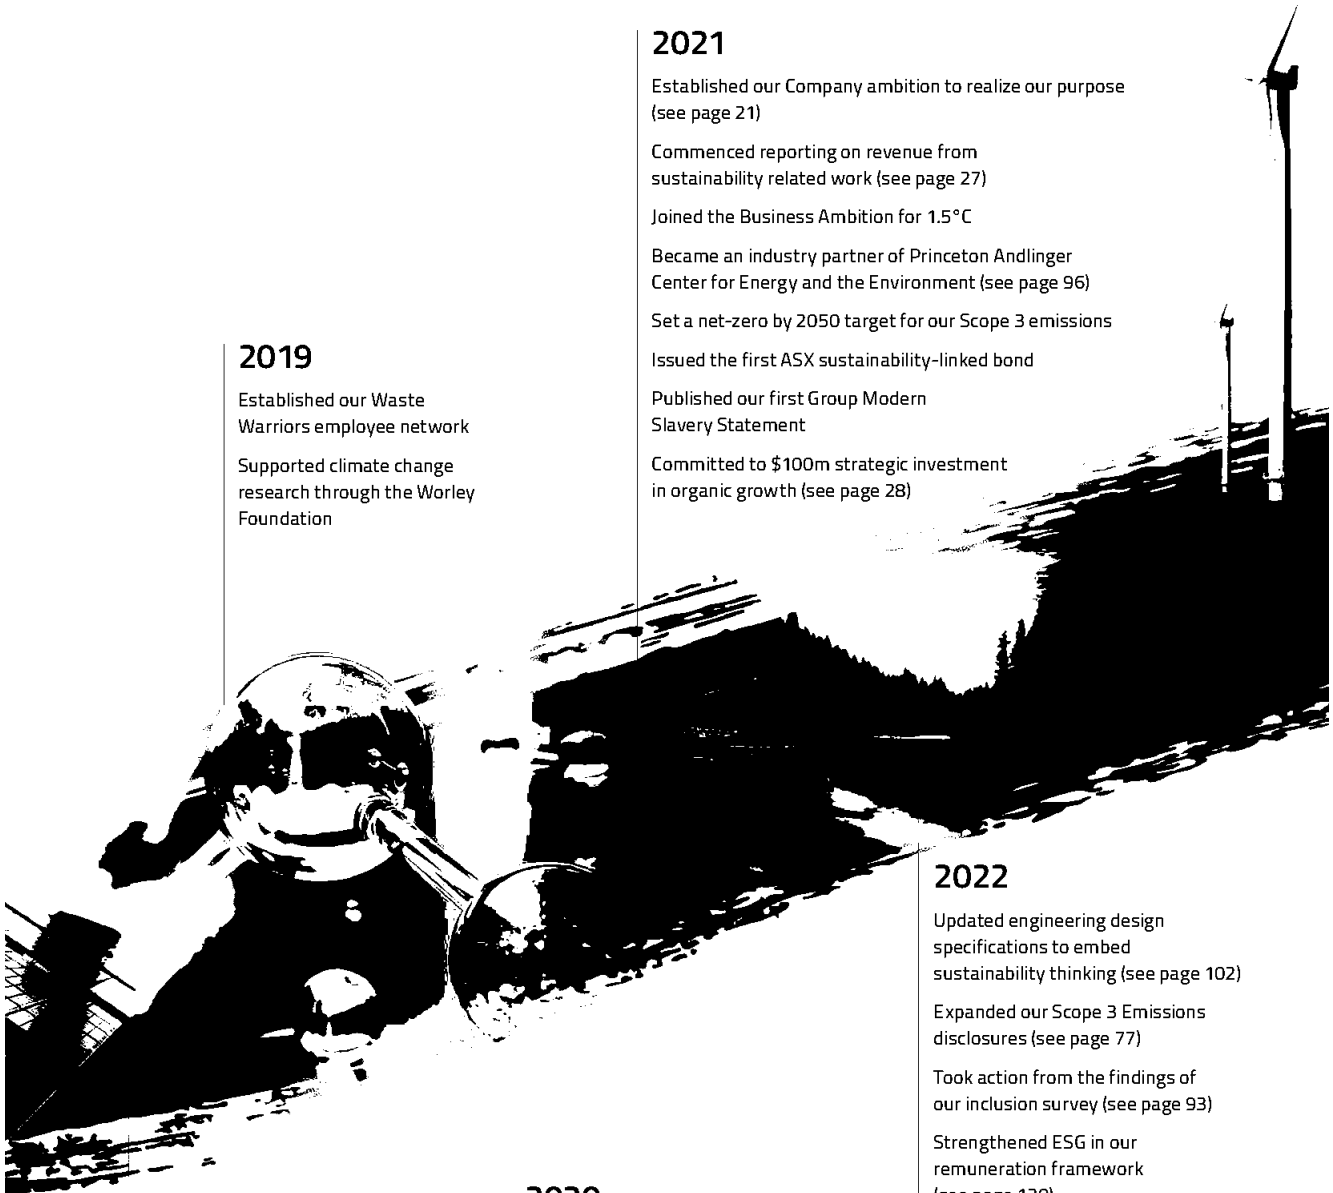 2021
Established our Company ambition to realize our purpose
(see page 21)
Commenced reporting on revenue from
sustainability related work (see page 27)
Joined the Business Ambition for 1.5°C
Became an industry partner of Princeton Andlinger
Center for Energy and the Environment (see page 96)
Set a net-zero by 2050 target for our Scope 3 emissions
Issued the first ASX sustainability-linked bond
Published our first Group Modern
Slavery Statement
Committed to $100m strategic investment
in organic growth (see page 28)
2019
Established our Waste
Warriors employee network
Supported climate change
research through the Worley
Foundation
2022
Updated engineering design
specifications to embed
sustainability thinking (see page 102)
Expanded our Scope 3 Emissions
disclosures (see page 77)
Took action from the findings of
our inclusion survey (see page 93)
Strengthened ESG in our
remuneration framework
(see page
2020